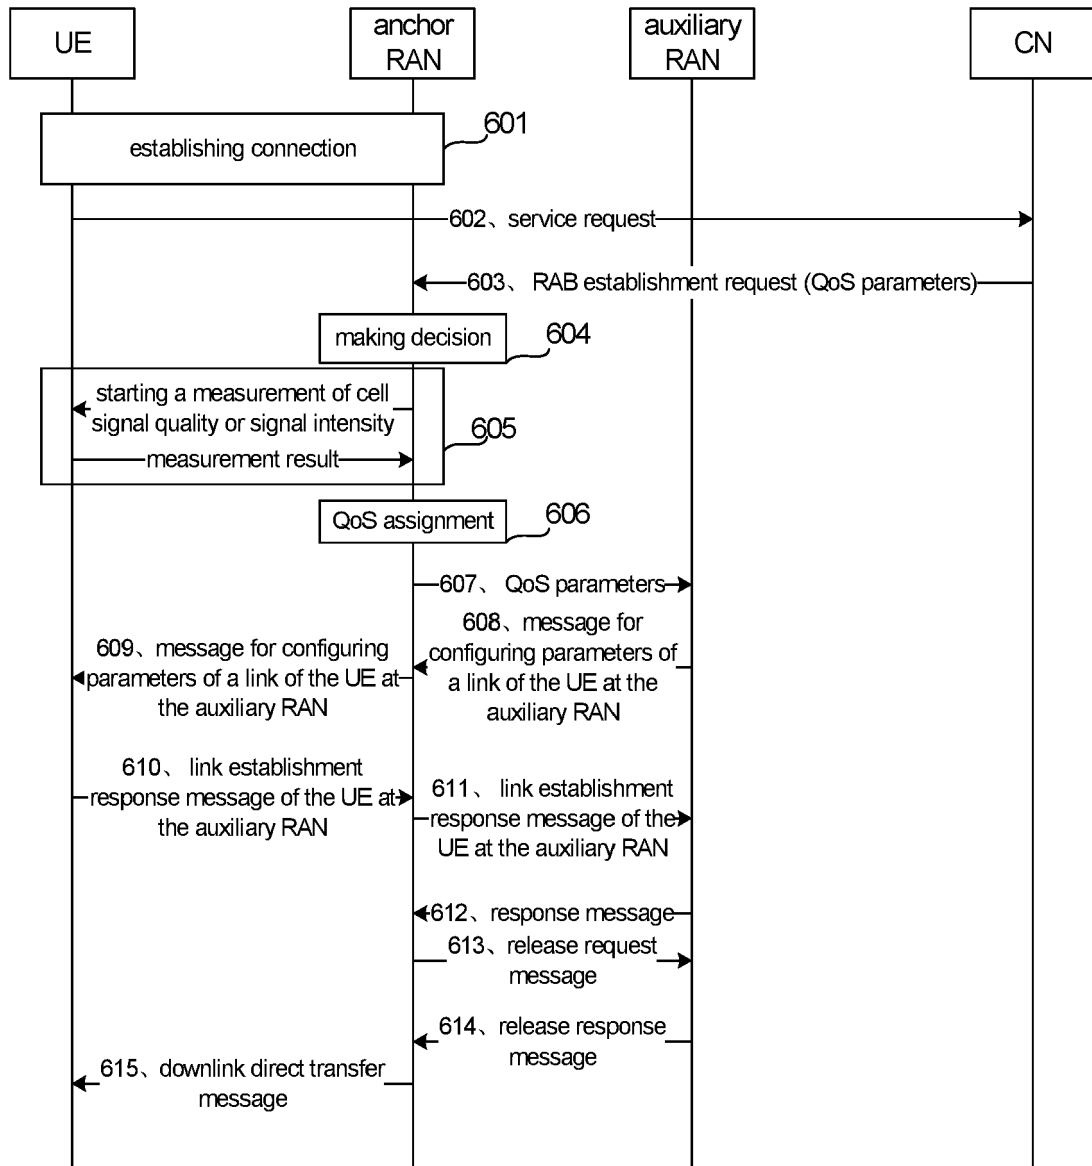 UE
anchor
RAN
auxiliary
RAN
CN
601
establishing connection
602、service request
603、 RAB establishment request (QoS parameters)
making decision
604
starting a measurement of cell
signal quality or signal intensity
605
measurement result
QoS assignment
606
607、 QoS parameters
608、message for
configuring parameters of
a link of the UE at the
auxiliary RAN
609、message for configuring
parameters of a link of the UE at
the auxiliary RAN
610、 link establishment
response message of the UE at
the auxiliary RAN
611、 link establishment
response message of the
UE at the auxiliary RAN
612、response message
613、release request
message
614、release response
message
615、downlink direct transfer
message